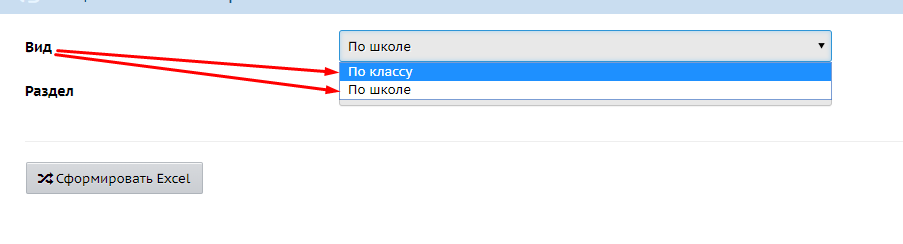 Вид
По школе
По классу
По школе
Раздел
Сформировать Excel